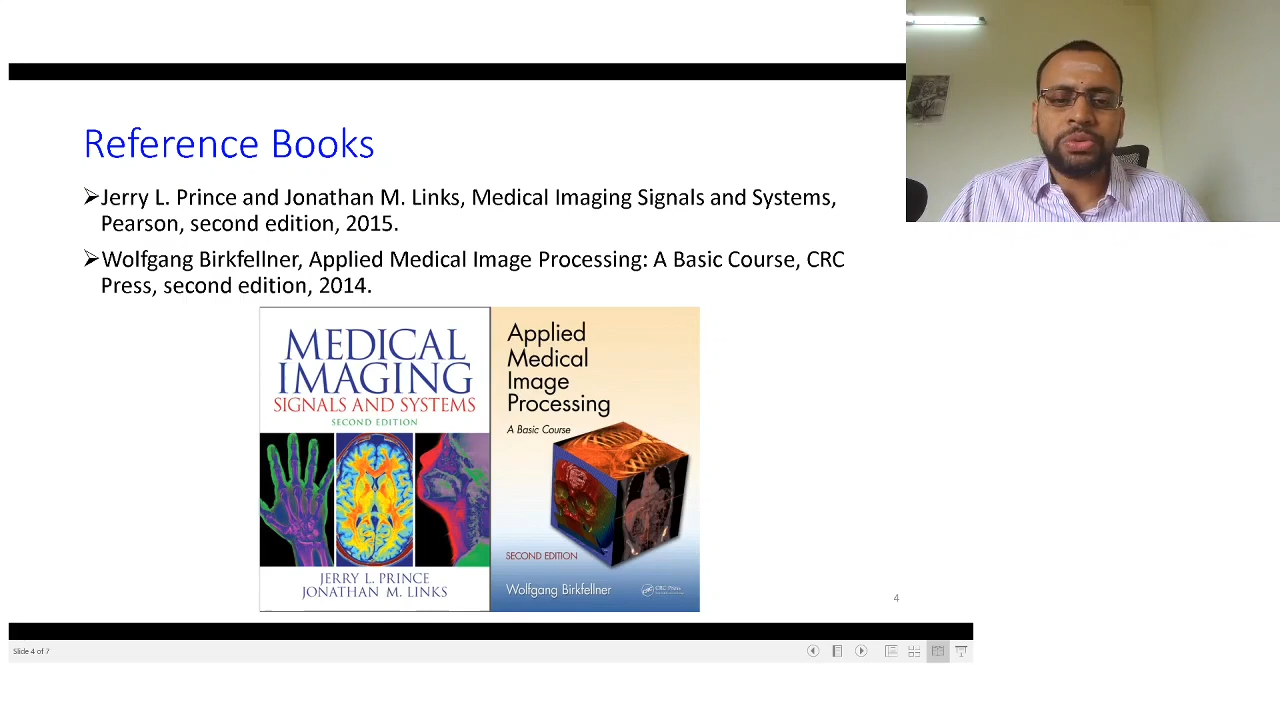 Reference Books
➢Jerry L. Prince and Jonathan M. Links, Medical Imaging Signals and Systems,
Pearson, second edition, 2015.
➢Wolfgang Birkfellner, Applied Medical Image Processing: A Basic Course, CRC
Press, second edition, 2014.
MEDICAL
IMAGING
SIGNALS AND SYSTEMS
SECOND EDITION
JERRY L. PRINCE
JONATHAN M. LINKS
Applied
Medical
Image
Processing
A Basic Course
SECOND EDITION
Wolfgang Birkfellner
CRC Press
4
Slide 4 of 7